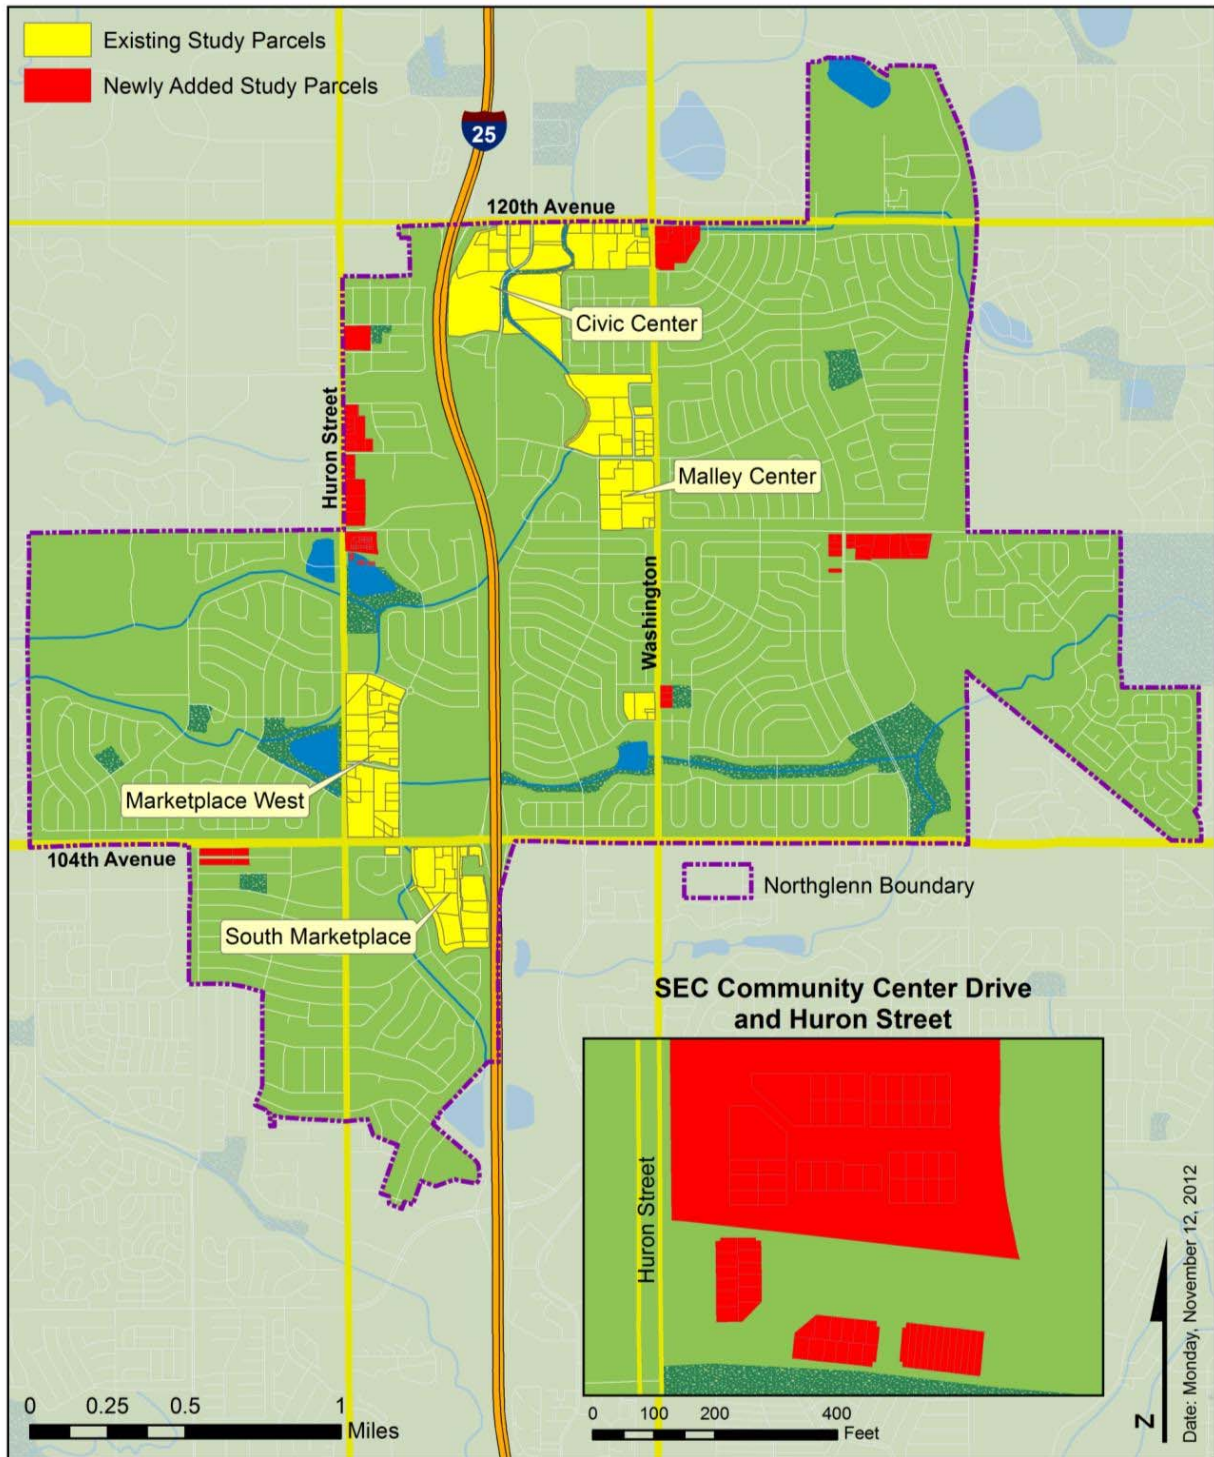 Existing Study Parcels
Newly Added Study Parcels
25
120th Avenue
Civic Center
Huron Street
Malley Center
Washington
Marketplace West
104th Avenue
Northglenn Boundary
South Marketplace
SEC Community Center Drive
and Huron Street
Huron Street
0 0.25 0.5 1
Miles
0 100 200 400
Feet
N
Date: Monday, November 12, 2012